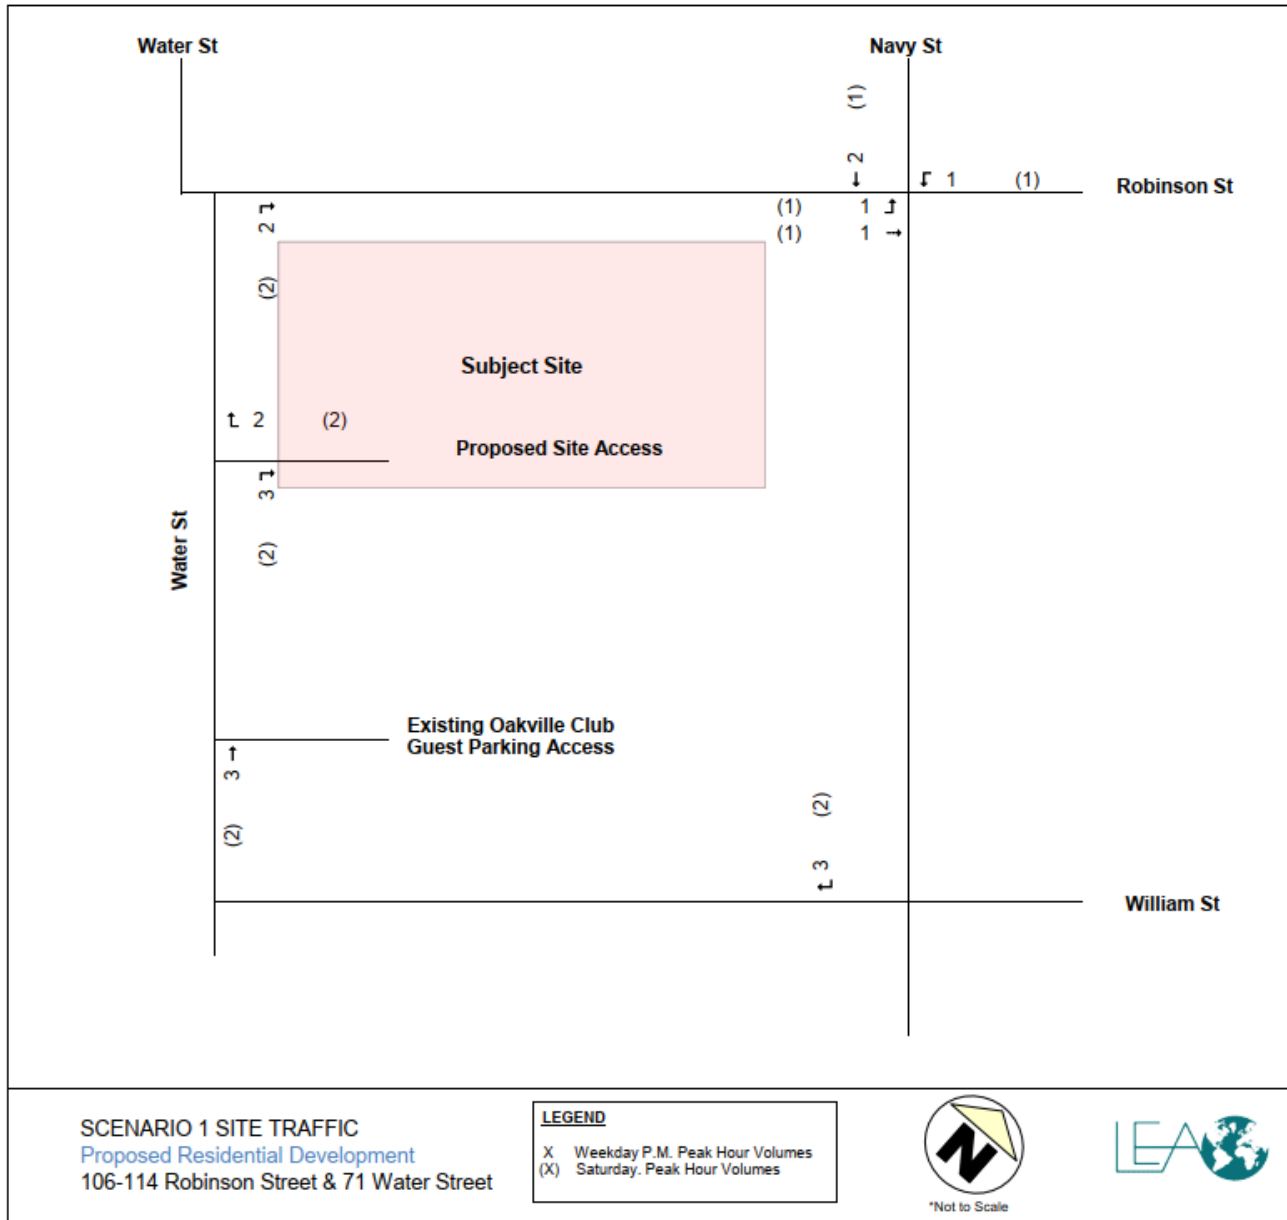 Water St
Navy St
(1)
2
1 (1)
Robinson St
(1) 1
(1) 1
2
(2)
Subject Site
2 (2)
Proposed Site Access
3
(2)
Water St
Existing Oakville Club
Guest Parking Access
3
(2)
(2)
3
William St
SCENARIO 1 SITE TRAFFIC
Proposed Residential Development
106-114 Robinson Street & 71 Water Street
LEGEND
X Weekday P.M. Peak Hour Volumes
(X) Saturday. Peak Hour Volumes
N
*Not to Scale
LEA